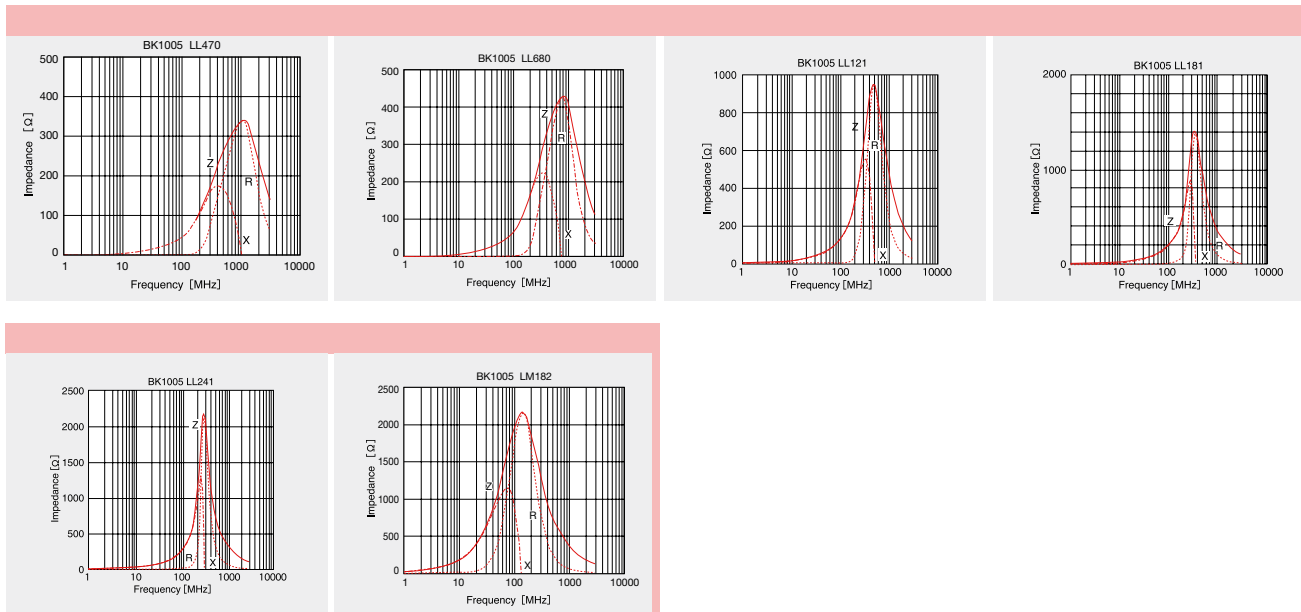 BK1005 LL470
500
400
300
200
100
0
Impedance [Ω]
Z
R
X
1 10 100 1000 10000
Frequency [MHz]
BK1005 LL680
500
400
300
200
100
0
Impedance [Ω]
Z
R
X
1 10 100 1000 10000
Frequency [MHz]
BK1005 LL121
1000
800
600
400
200
0
Impedance [Ω]
Z
R
X
1 10 100 1000 10000
Frequency [MHz]
BK1005 LL181
2000
1000
0
Impedance [Ω]
Z
R
X
1 10 100 1000 10000
Frequency [MHz]
BK1005 LL241
2500
2000
1500
1000
500
0
Impedance [Ω]
Z
R
X
1 10 100 1000 10000
Frequency [MHz]
BK1005 LM182
2500
2000
1500
1000
500
0
Impedance [Ω]
Z
R
X
1 10 100 1000 10000
Frequency [MHz]